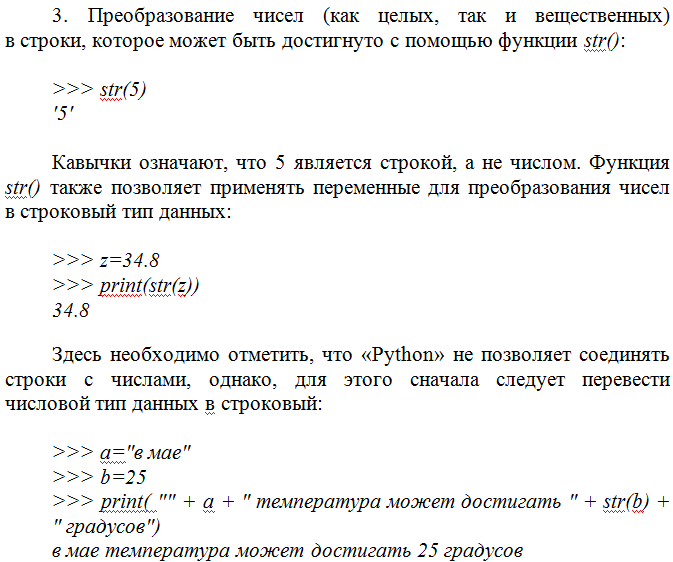 3. Преобразование чисел (как целых, так и вещественных)
в строки, которое может быть достигнуто с помощью функции str():
>>> str(5)
'5'
Кавычки означают, что 5 является строкой, а не числом. Функция
str() также позволяет применять переменные для преобразования чисел
в строковый тип данных:
>>> z=34.8
>>> print(str(z))
34.8
Здесь необходимо отметить, что «Python» не позволяет соединять
строки с числами, однако, для этого сначала следует перевести
числовой тип данных в строковый:
>>> a="в мае"
>>> b=25
>>> print( "" + a + " температура может достигать " + str(b) +
" градусов")
в мае температура может достигать 25 градусов